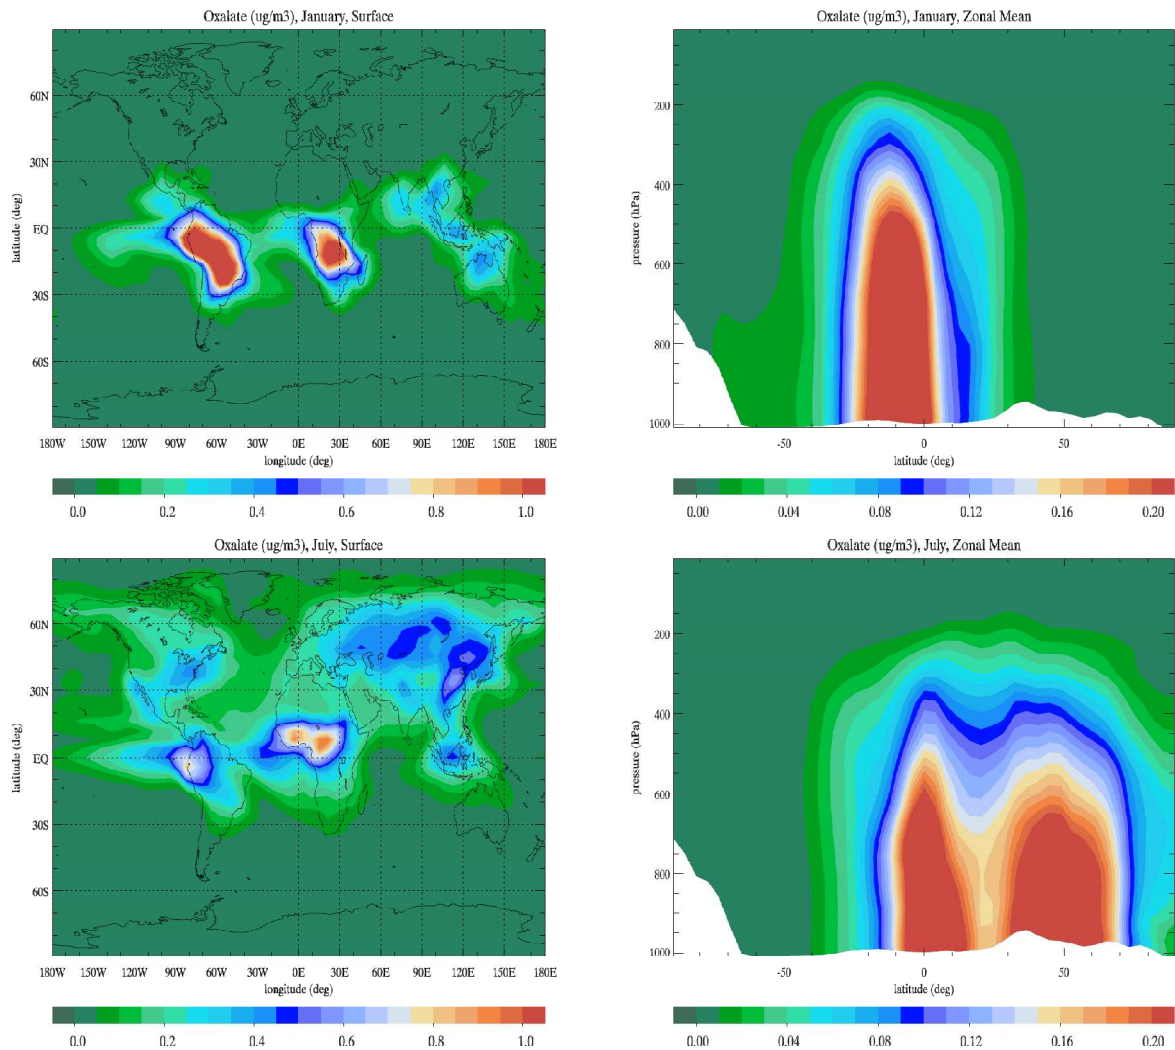 Oxalate (ug/m3), January, Surface
latitude (deg)
60N
30N
EQ
30S
60S
180W 150W 120W 90W 60W 30W 0E 30E 60E 90E 120E 150E 180E
longitude (deg)
0.0 0.2 0.4 0.6 0.8 1.0
Oxalate (ug/m3), January, Zonal Mean
pressure (hPa)
200
400
600
800
1000
-50 0 50
latitude (deg)
0.00 0.04 0.08 0.12 0.16 0.20
Oxalate (ug/m3), July, Surface
latitude (deg)
60N
30N
EQ
30S
60S
180W 150W 120W 90W 60W 30W 0E 30E 60E 90E 120E 150E 180E
longitude (deg)
0.0 0.2 0.4 0.6 0.8 1.0
Oxalate (ug/m3), July, Zonal Mean
pressure (hPa)
200
400
600
800
1000
-50 0 50
latitude (deg)
0.00 0.04 0.08 0.12 0.16 0.20